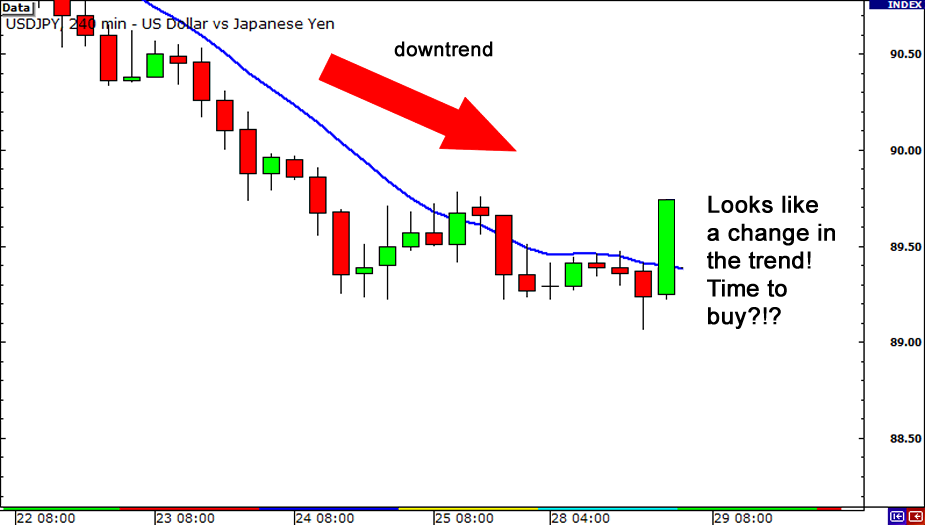 Data
INDEX
USDJPY, 240 min - US Dollar vs Japanese Yen
downtrend
90.50
90.00
Looks like
a change in
the trend!
Time to
buy?!?
89.50
89.00
88.50
22 08:00 23 08:00 24 08:00 25 08:00 28 04:00 29 08:00